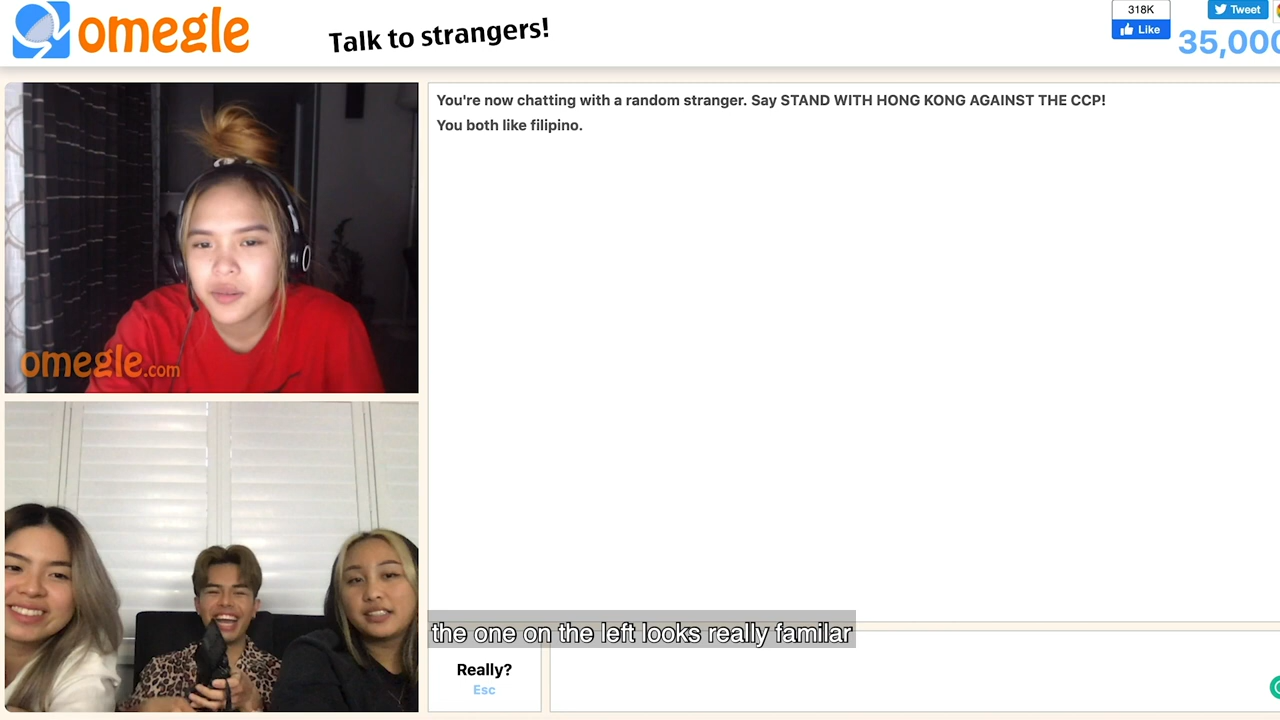 omegle
Talk to strangers!
318K
Like
Tweet
35,000
You're now chatting with a random stranger. Say STAND WITH HONG KONG AGAINST THE CCP!
You both like filipino.
omegle.com
the one on the left looks really familar
Really?
Esc